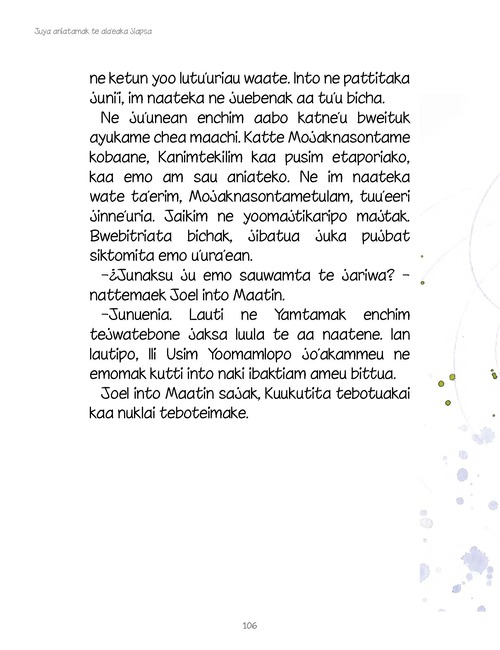 Juya aniatamak te ala'eaka Siapsa
ne ketun yoo lutu'uriau waate. Into ne pattitaka
juni'i, im naateka ne juebenak aa tu'u bicha.
Ne ju'unean enchim aabo katne'u bweituk
ayukame chea maachi. Katte Mojaknasontame
kobaane, Kanimtekilim kaa pusim etaporiako,
kaa emo am sau aniateko. Ne im naateka
wate ta'erim, Mojaknasontametulam, tuu'eeri
jinne'uria. Jaikim ne yoomajtikaripo majtak.
Bwebitriata bichak, jibatua juka pujbat
siktomita emo u'ura'ean.
–¿Junaksu ju emo sauwamta te jariwa? –
nattemaek Joel into Maatin.
–Junuenia. Lauti ne Yamtamak enchim
tejwatebone jaksa luula te aa naatene. Ian
lautipo, Ili Usim Yoomamlopo jo'akammeu ne
emomak kutti into naki ibaktiam ameu bittua.
Joel into Maatin sajak, Kuukutita tebotuakai
kaa nuklai teboteimake.
106